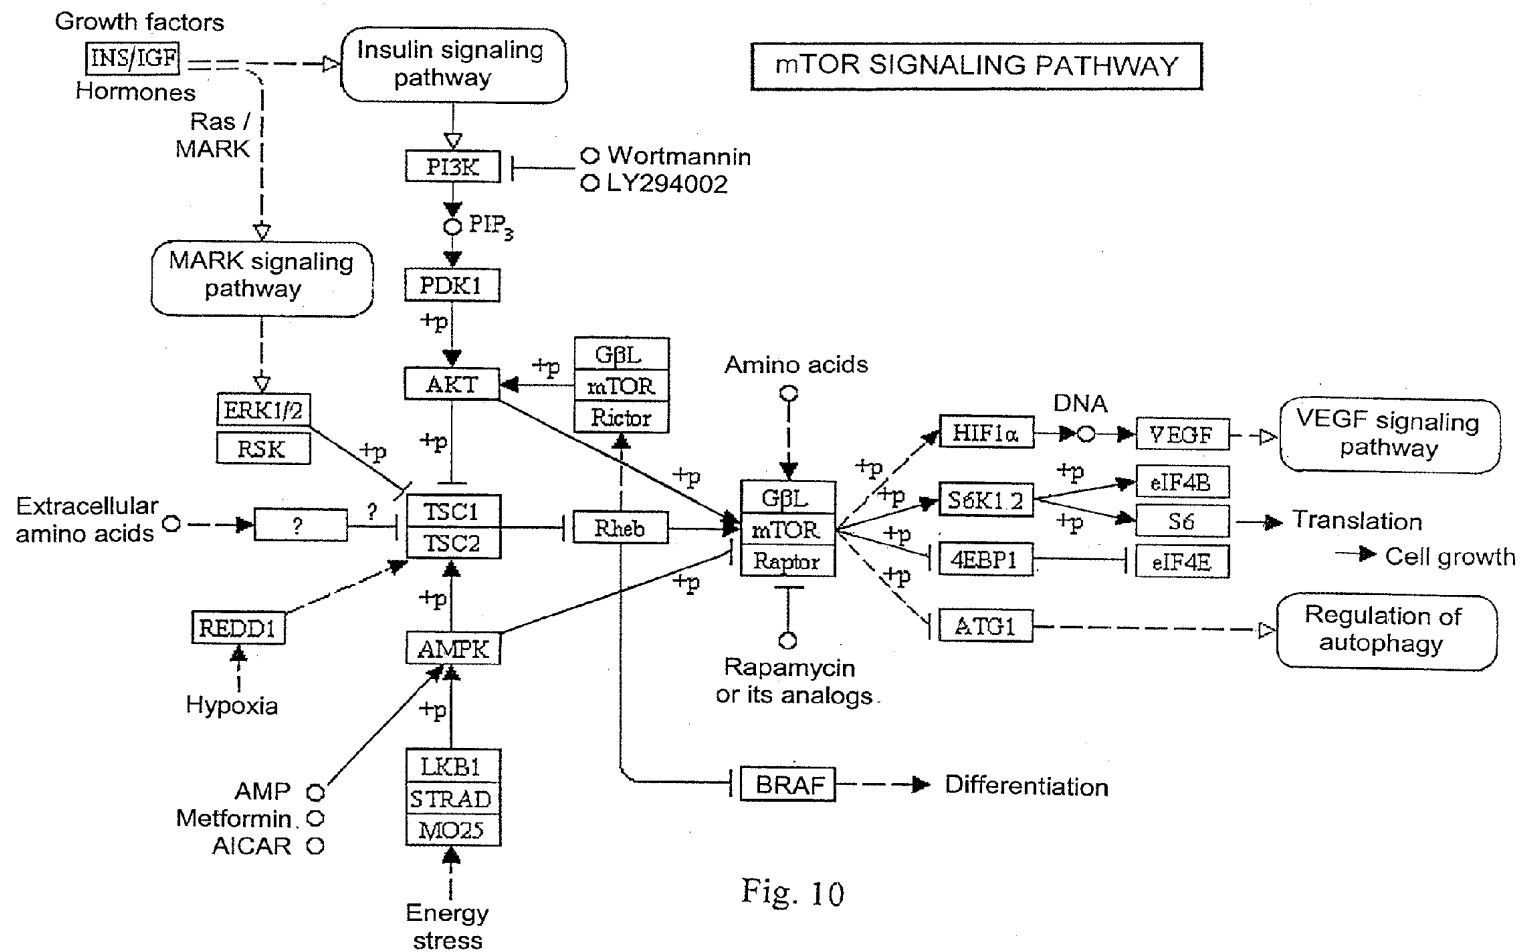 Growth factors
INS/IGF
Hormones
Insulin signaling
pathway
mTOR SIGNALING PATHWAY
Ras /
MARK
PI3K
Wortmannin
LY294002
PIP3
MARK signaling
pathway
PDK1
+p
GβL
mTOR
Rictor
+p
AKT
Amino acids
ERK1/2
RSK
+p
+p
+p
DNA
HIF1α
VEGF
VEGF signaling
pathway
+p
Extracellular
amino acids
?
?
TSC1
TSC2
Rheb
GβL
mTOR
Raptor
+p
S6K1.2
+p
eIF4B
+p
S6
Translation
+p
4EBP1
eIF4E
Cell growth
+p
ATG1
Regulation of
autophagy
REDD1
+p
+p
AMPK
Hypoxia
Rapamycin
or its analogs.
+p
LKB1
STRAD
MO25
AMP
Metformin.
AICAR
BRAF
Differentiation
Energy
stress
Fig. 10